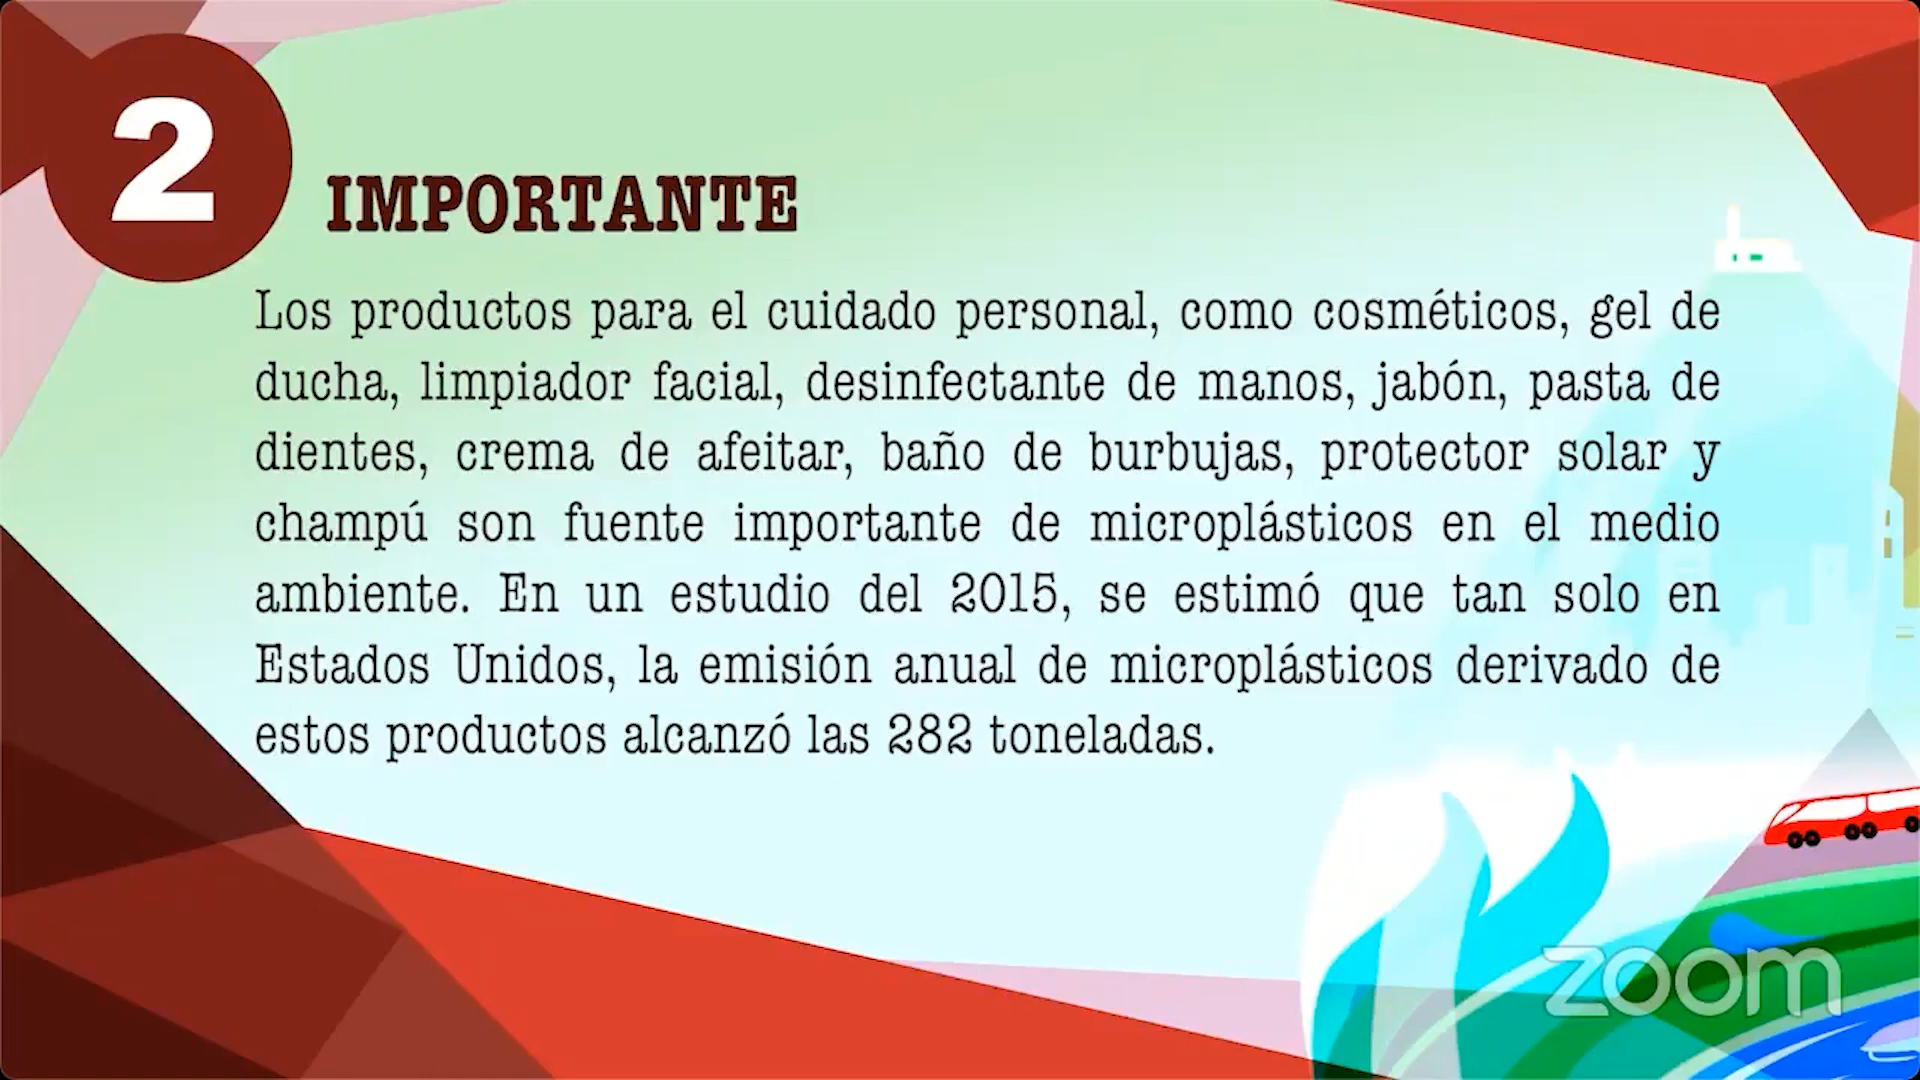 2
IMPORTANTE
Los productos para el cuidado personal, como cosméticos, gel de
ducha, limpiador facial, desinfectante de manos, jabón, pasta de
dientes, crema de afeitar, baño de burbujas, protector solar y
champú son fuente importante de microplásticos en el medio
ambiente. En un estudio del 2015, se estimó que tan solo en
Estados Unidos, la emisión anual de microplásticos derivado de
estos productos alcanzó las 282 toneladas.
zoom